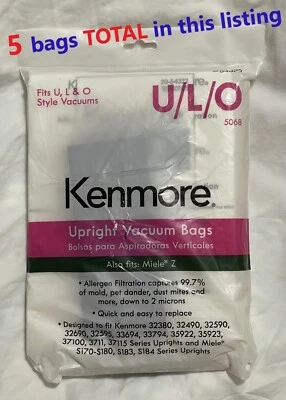 5 bags TOTAL in this listing
Fits U, L & O
Style Vacuums
U/L/O
5068
Kenmore®
Upright Vacuum Bags
Bolsas para Aspiradoras Verticales
Also fits: Miele® Z
• Allergen Filtration captures 99.7%
of mold, pet dander, dust mites and
more, down to 2 microns
• Quick and easy to replace
• Designed to fit Kenmore 32380, 32490, 32590,
32690, 32595, 33694, 33794, 35922, 35923,
37100, 3711, 37115 Series Uprights and Miele®
S170-S180, S183, S184 Series Uprights